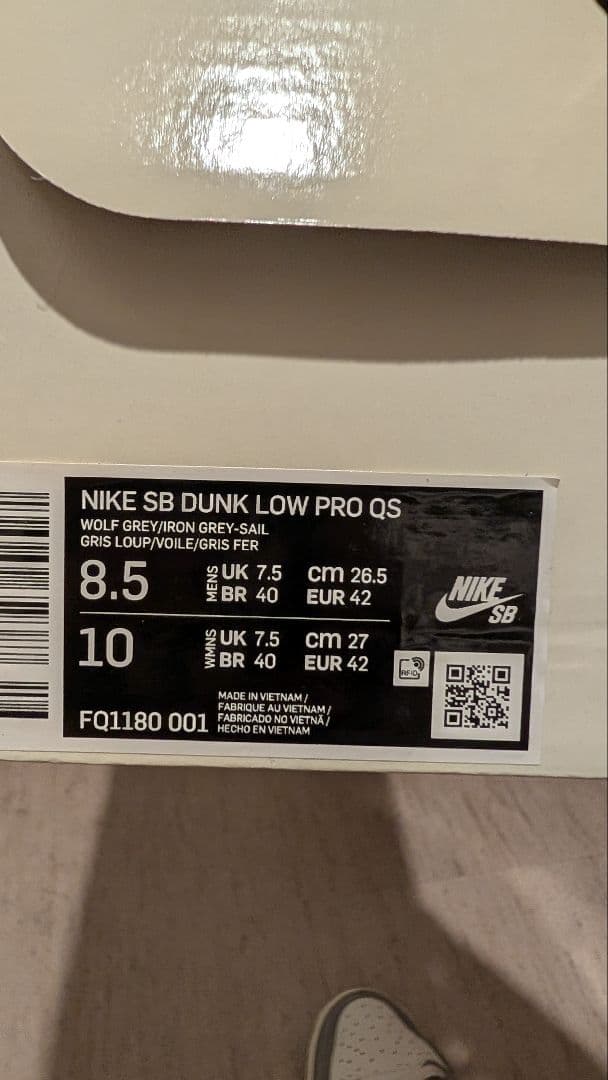 NIKE SB DUNK LOW PRO QS
WOLF GREY/IRON GREY-SAIL
GRIS LOUP/VOILE/GRIS FER
8.5 MENS UK 7.5 cm 26.5
BR 40 EUR 42
10 WMNS UK 7.5 cm 27
BR 40 EUR 42
NIKE
SB
RFID
MADE IN VIETNAM /
FABRIQUE AU VIETNAM /
FABRICADO NO VIETNÃ /
HECHO EN VIETNAM
FQ1180 001